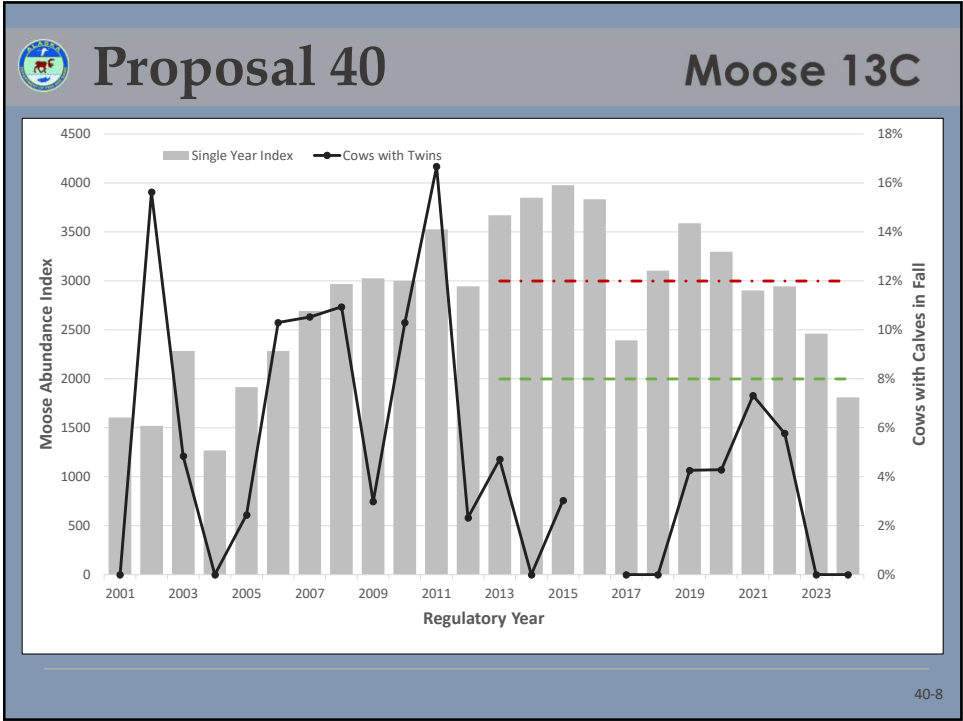 ALASKA
Proposal 40
Moose 13C
Single Year Index
Cows with Twins
4500
4000
3500
3000
2500
2000
1500
1000
500
0
18%
16%
14%
12%
10%
8%
6%
4%
2%
0%
Moose Abundance Index
Cows with Calves in Fall
2001 2003 2005 2007 2009 2011 2013 2015 2017 2019 2021 2023
Regulatory Year
40-8